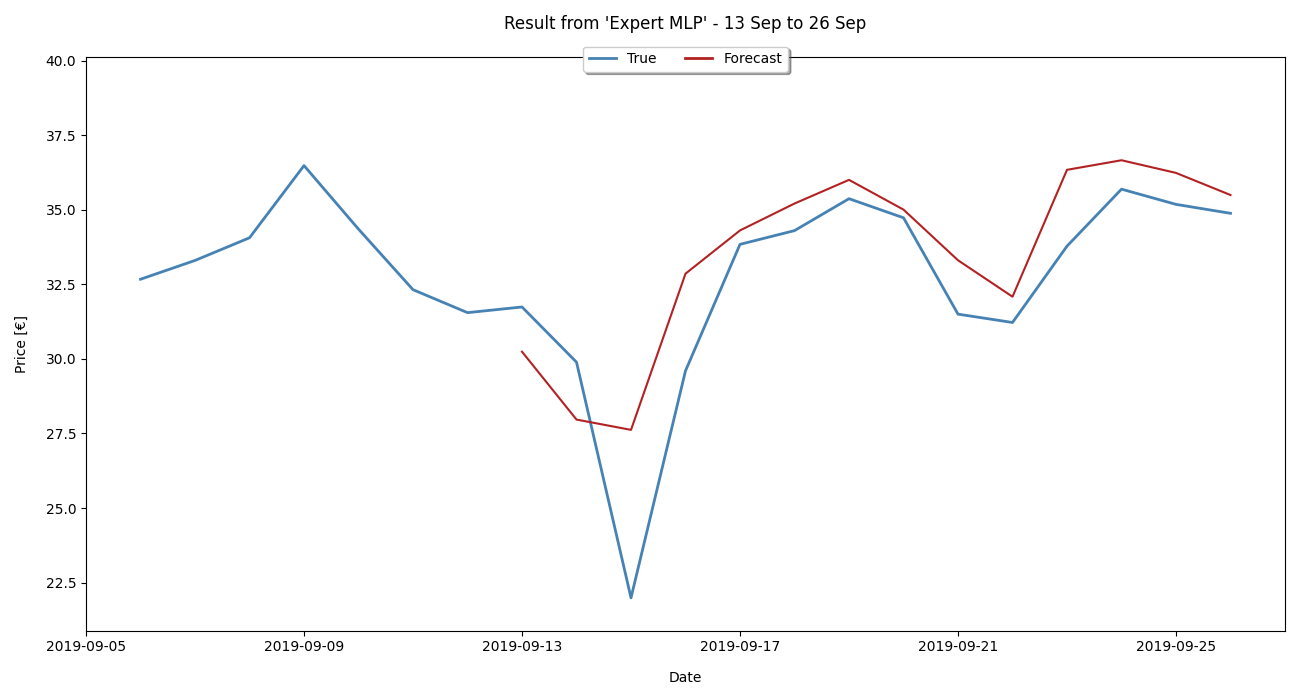 Result from 'Expert MLP' - 13 Sep to 26 Sep
True Forecast
40.0
37.5
35.0
32.5
30.0
27.5
25.0
22.5
Price [€]
2019-09-05 2019-09-09 2019-09-13 2019-09-17 2019-09-21 2019-09-25
Date